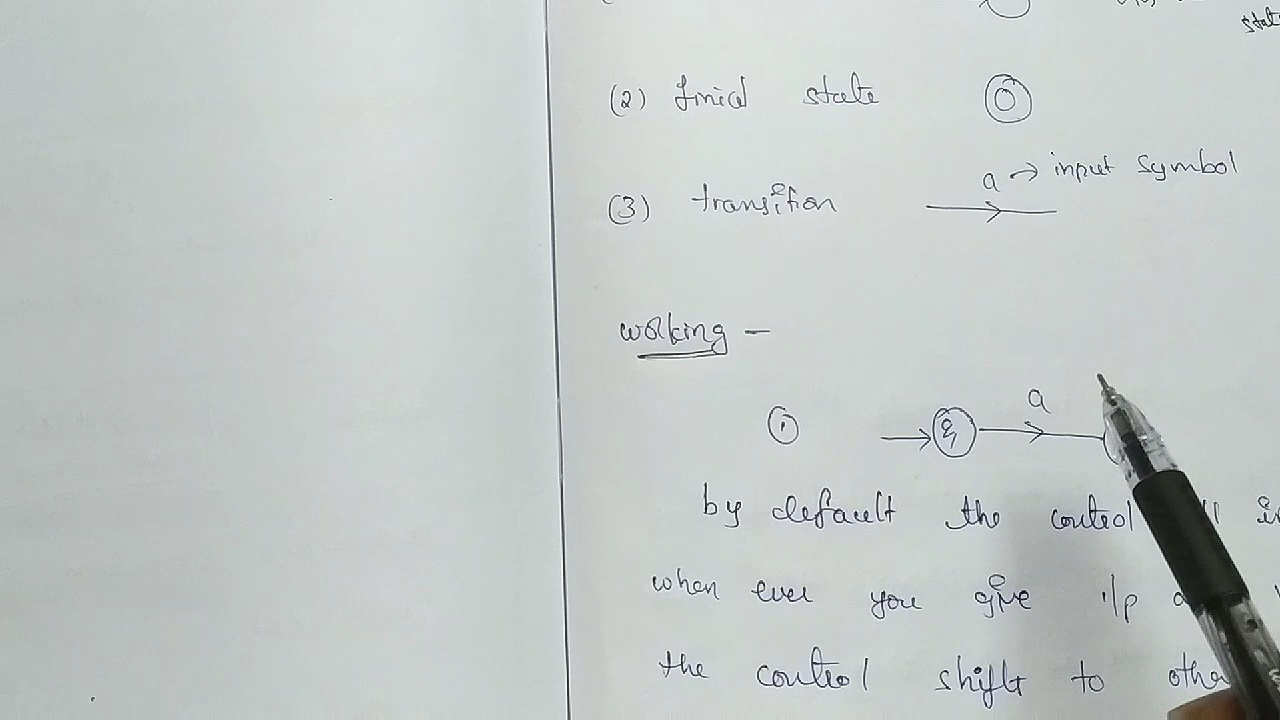 state
(2) final state
a → input symbol
(3) transition
working -
a
①
by default the control
when ever you give i/p a
the control shift to